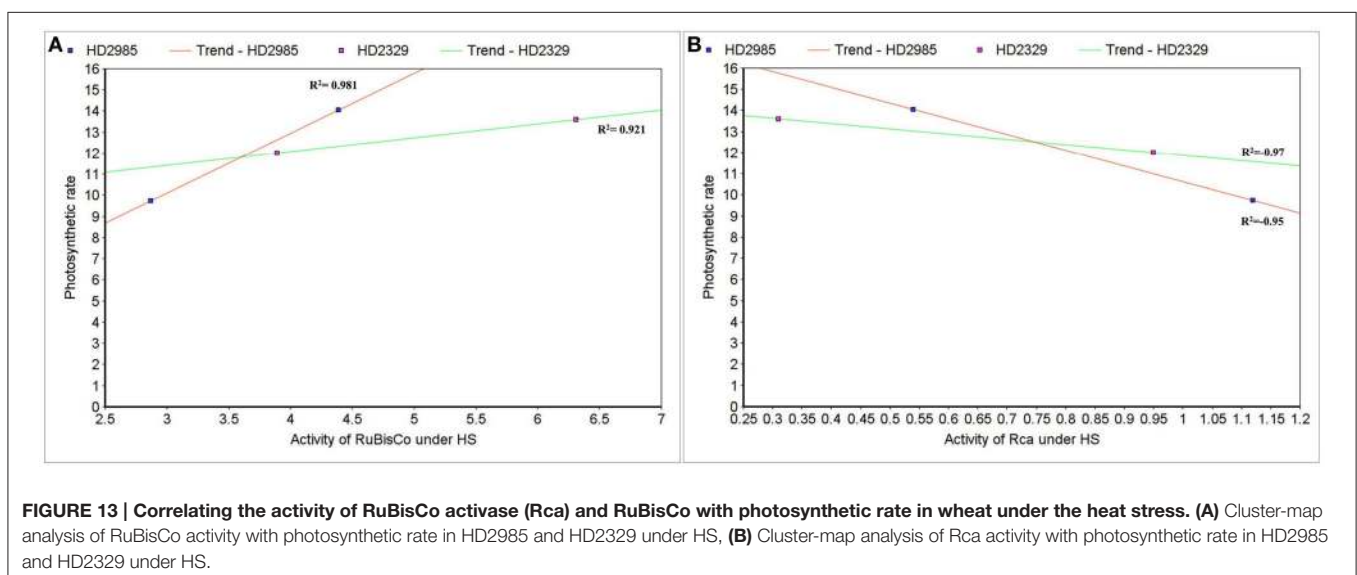 A
HD2985 Trend - HD2985 HD2329 Trend - HD2329
16
15
14
13
12
11
10
9
8
7
6
5
4
3
2
1
0
Photosynthetic rate
R²= 0.981
R²= 0.921
2.5 3 3.5 4 4.5 5 5.5 6 6.5 7
Activity of RuBisCo under HS
B
HD2985 Trend - HD2985 HD2329 Trend - HD2329
16
15
14
13
12
11
10
9
8
7
6
5
4
3
2
1
0
Photosynthetic rate
R²=-0.97
R²=-0.95
0.25 0.3 0.35 0.4 0.45 0.5 0.55 0.6 0.65 0.7 0.75 0.8 0.85 0.9 0.95 1 1.05 1.1 1.15 1.2
Activity of Rca under HS
FIGURE 13 | Correlating the activity of RuBisCo activase (Rca) and RuBisCo with photosynthetic rate in wheat under the heat stress. (A) Cluster-map
analysis of RuBisCo activity with photosynthetic rate in HD2985 and HD2329 under HS, (B) Cluster-map analysis of Rca activity with photosynthetic rate in HD2985
and HD2329 under HS.